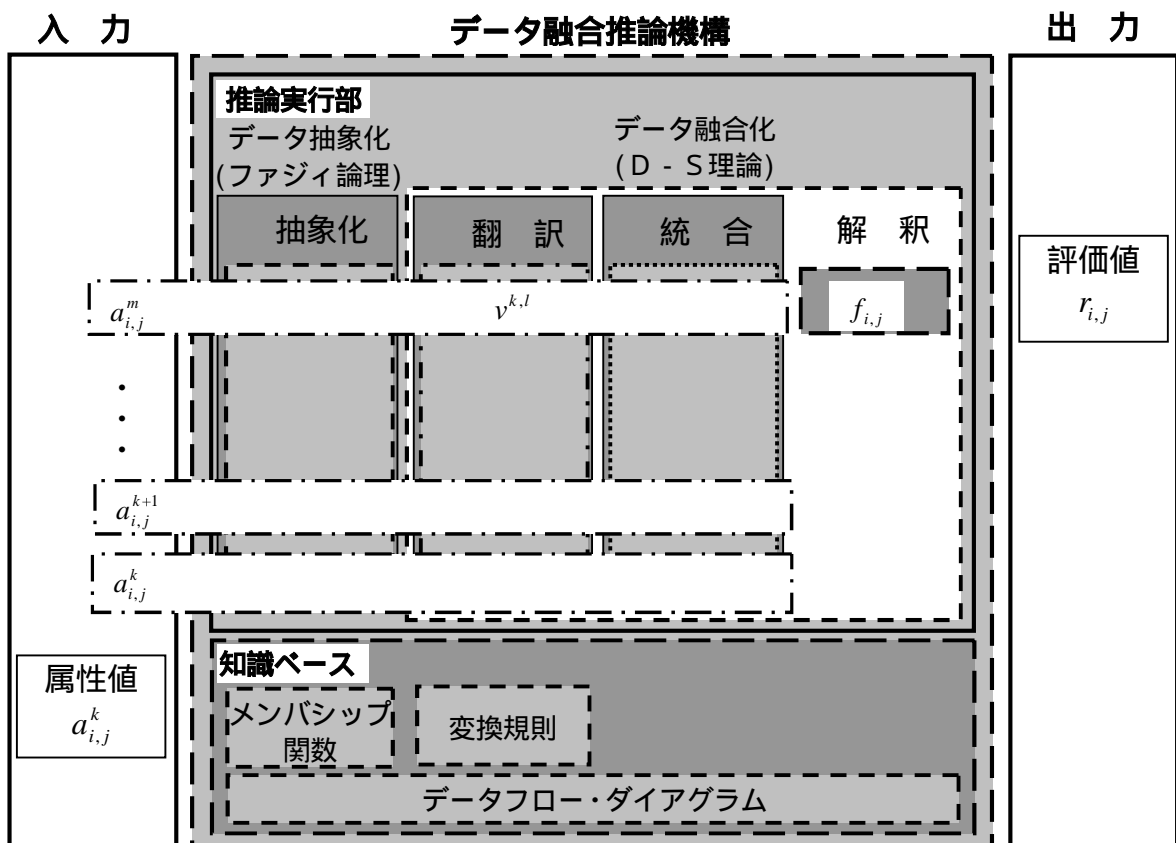 入 力
データ融合推論機構
出 力
推論実行部
データ抽象化
(ファジィ論理)
データ融合化
(D - S理論)
抽象化
翻 訳
統 合
解 釈
評価値
r_{i,j}
a_{i,j}^{m}
v^{k,l}
f_{i,j}
・
・
・
a_{i,j}^{k+1}
a_{i,j}^{k}
属性値
a_{i,j}^{k}
知識ベース
メンバシップ
関数
変換規則
データフロー・ダイアグラム